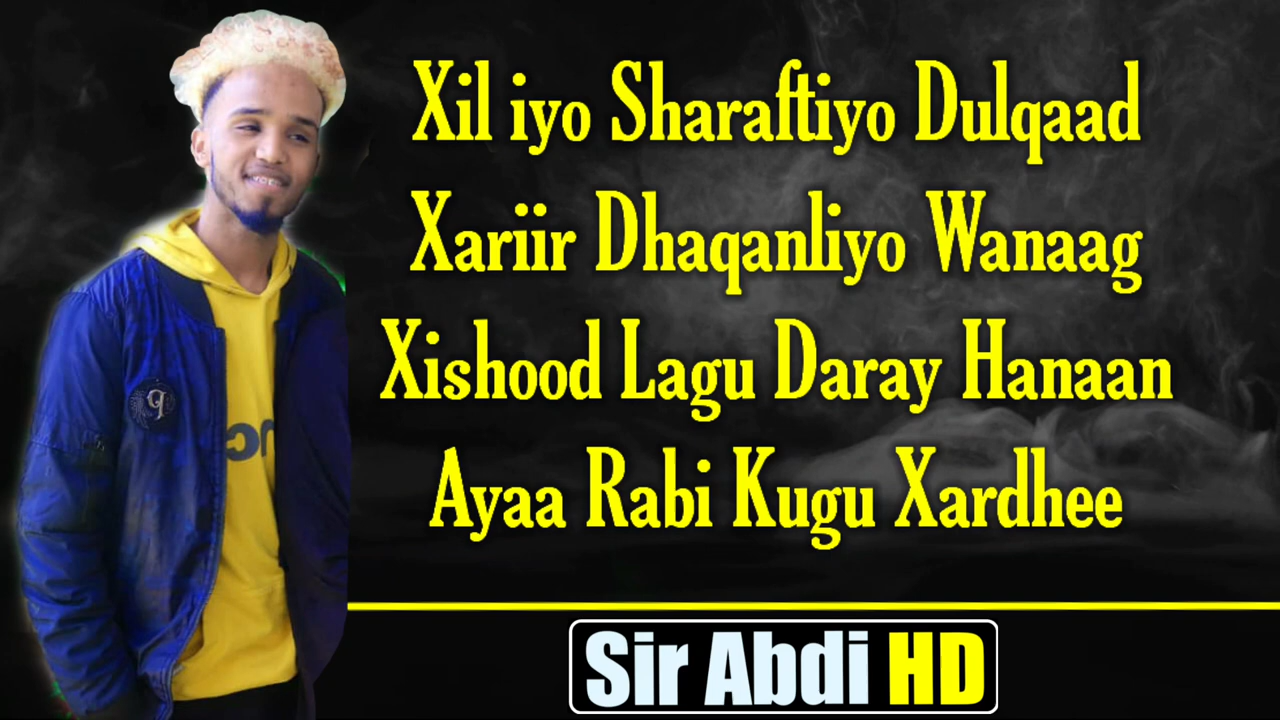 Xil iyo Sharaftiyo Dulqaad
Xariir Dhaqanliyo Wanaag
Xishood Lagu Daray Hanaan
Ayaa Rabi Kugu Xardhee
Sir Abdi HD